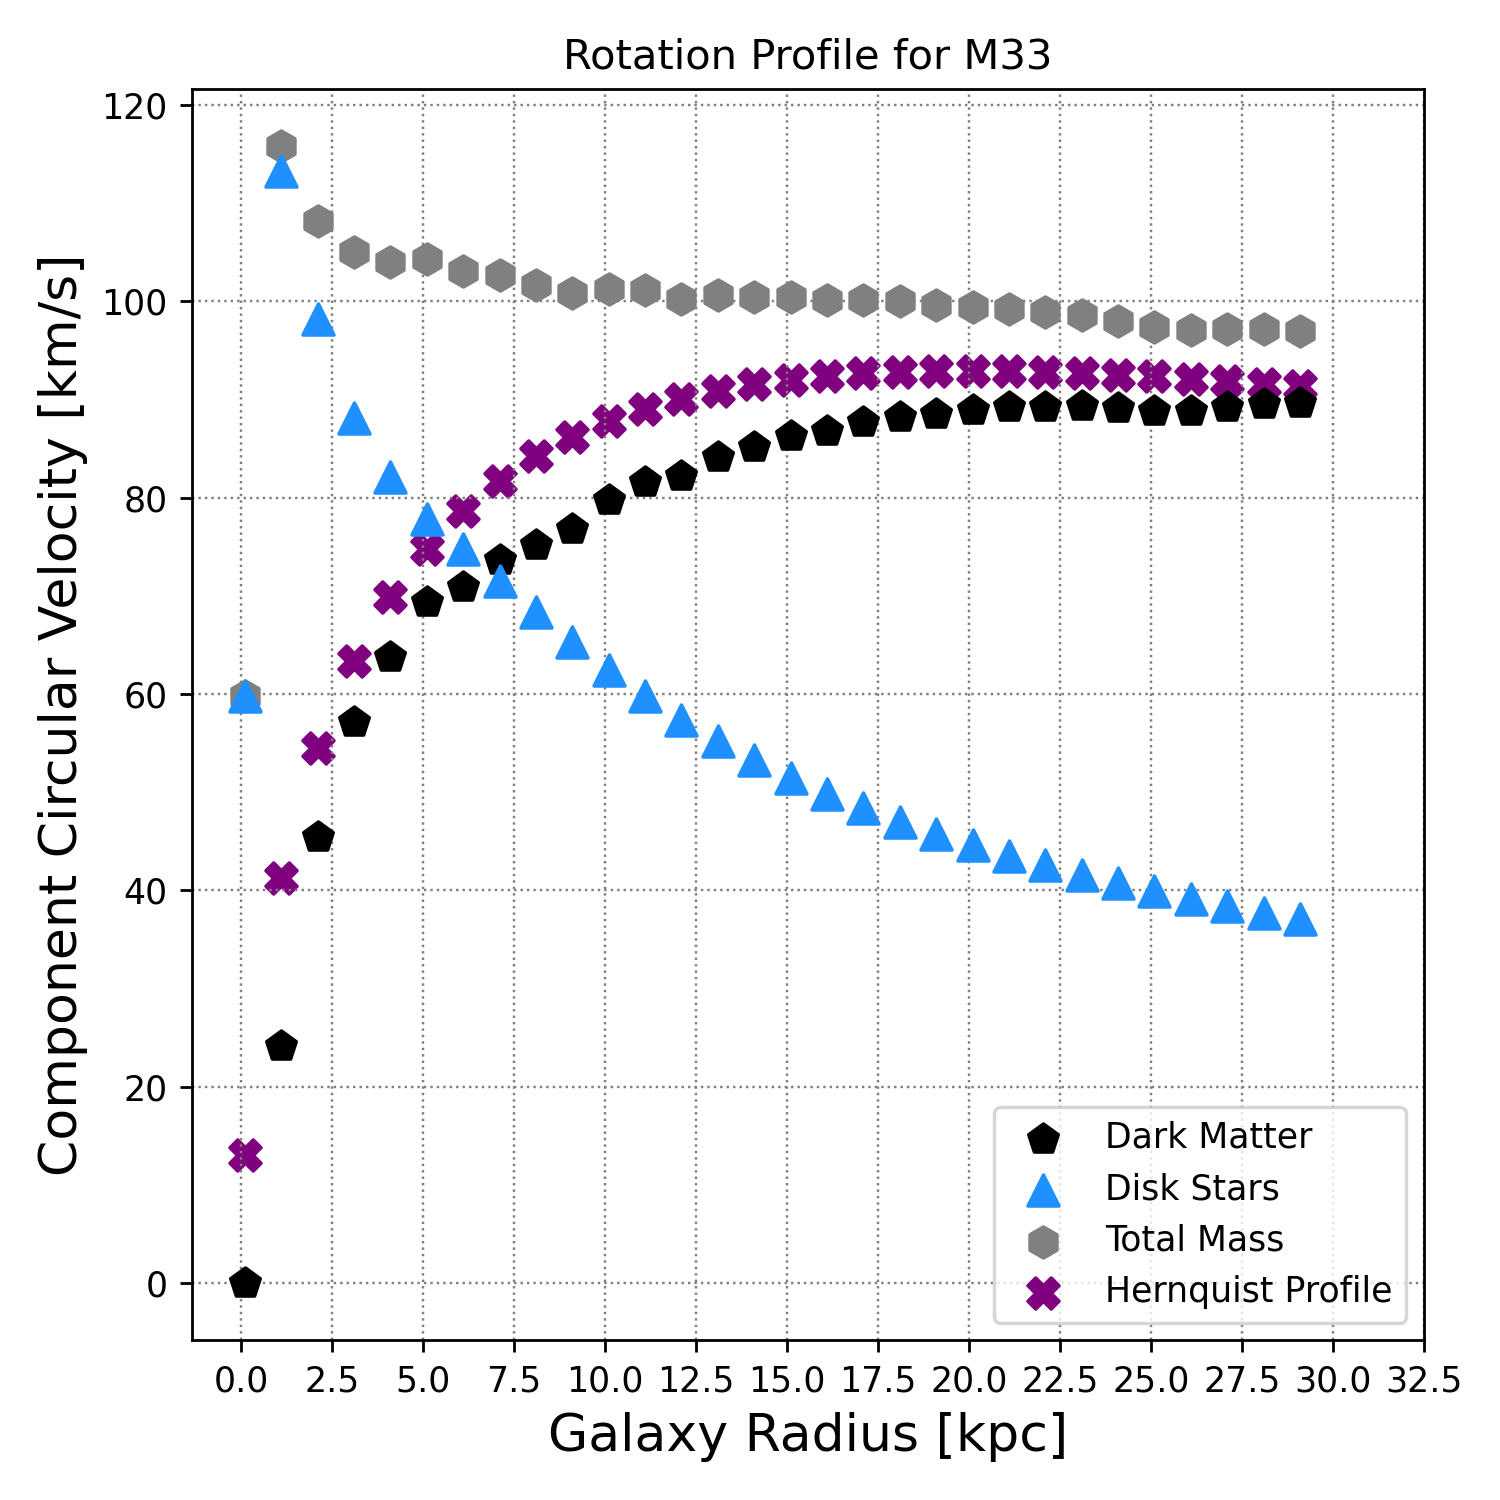 Rotation Profile for M33
Component Circular Velocity [km/s]
120
100
80
60
40
20
0
Dark Matter
Disk Stars
Total Mass
Hernquist Profile
0.0 2.5 5.0 7.5 10.0 12.5 15.0 17.5 20.0 22.5 25.0 27.5 30.0 32.5
Galaxy Radius [kpc]